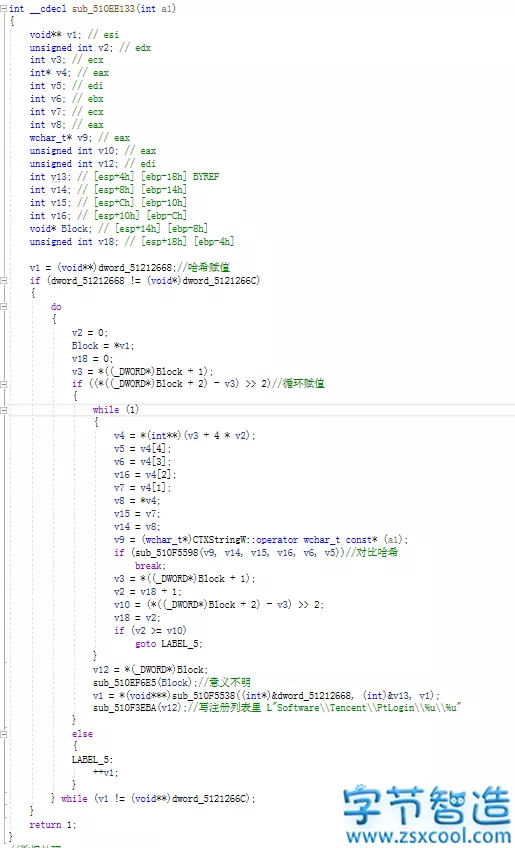 int __cdecl sub_510EE133(int a1)
{
void** v1; // esi
unsigned int v2; // edx
int v3; // ecx
int* v4; // eax
int v5; // edi
int v6; // ebx
int v7; // ecx
int v8; // eax
wchar_t* v9; // eax
unsigned int v10; // eax
unsigned int v12; // edi
int v13; // [esp+4h] [ebp-18h] BYREF
int v14; // [esp+8h] [ebp-14h]
int v15; // [esp+Ch] [ebp-10h]
int v16; // [esp+10h] [ebp-Ch]
void* Block; // [esp+14h] [ebp-8h]
unsigned int v18; // [esp+18h] [ebp-4h]
v1 = (void**)dword_51212668;//哈希赋值
if (dword_51212668 != (void*)dword_5121266C)
{
do
{
v2 = 0;
Block = *v1;
v18 = 0;
v3 = *((_DWORD*)Block + 1);
if ((*((_DWORD*)Block + 2) - v3) >> 2)//循环赋值
{
while (1)
{
v4 = *(int**)(v3 + 4 * v2);
v5 = v4[4];
v6 = v4[3];
v16 = v4[2];
v7 = v4[1];
v8 = *v4;
v15 = v7;
v14 = v8;
v9 = (wchar_t*)CTXStringW::operator wchar_t const* (a1);
if (sub_510F5598(v9, v14, v15, v16, v6, v5))//对比哈希
break;
v3 = *((_DWORD*)Block + 1);
v2 = v18 + 1;
v10 = (*((_DWORD*)Block + 2) - v3) >> 2;
v18 = v2;
if (v2 >= v10)
goto LABEL_5;
}
v12 = *(_DWORD*)Block;
sub_510EF6E5(Block);//意义不明
v1 = *(void***)sub_510F5538((int*)&dword_51212668, (int)&v13, v1);
sub_510F3EBA(v12);//写注册列表里 L"Software\\Tencent\\PtLogin\\%u\\%u"
}
else
{
LABEL_5:
++v1;
}
} while (v1 != (void**)dword_5121266C);
}
return 1;
}
字节智造
www.zsxcool.com